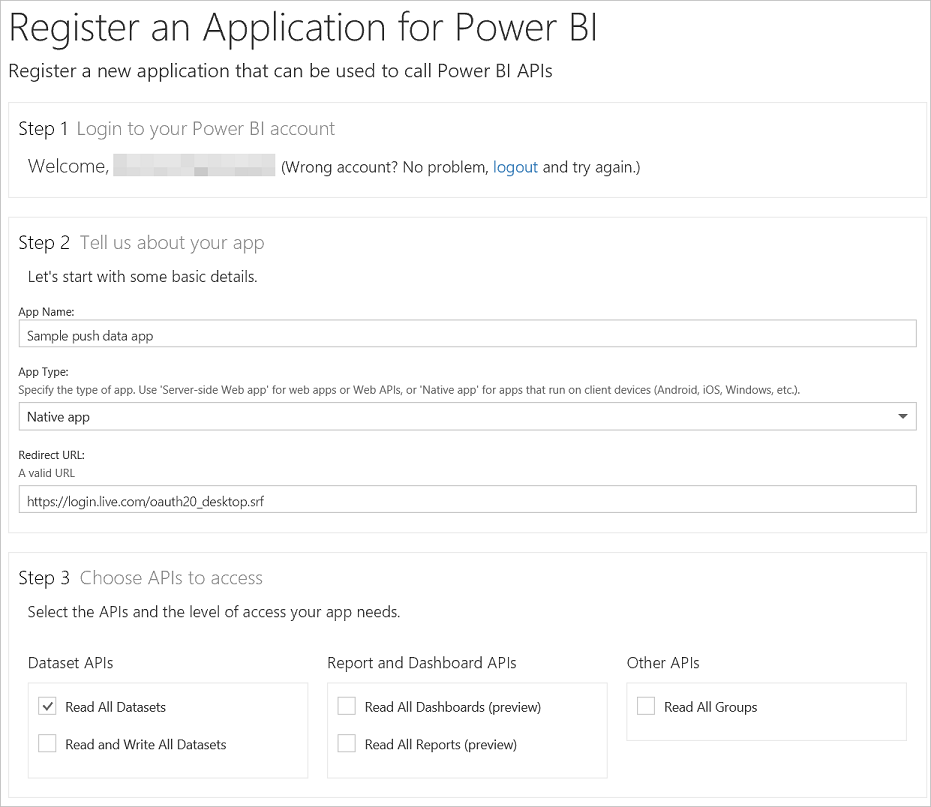 Register an Application for Power BI
Register a new application that can be used to call Power BI APIs
Step 1 Login to your Power BI account
Welcome, (Wrong account? No problem, logout and try again.)
Step 2 Tell us about your app
Let's start with some basic details.
App Name:
Sample push data app
App Type:
Specify the type of app. Use 'Server-side Web app' for web apps or Web APIs, or 'Native app' for apps that run on client devices (Android, iOS, Windows, etc.).
Native app
Redirect URL:
A valid URL
https://login.live.com/oauth20_desktop.srf
Step 3 Choose APIs to access
Select the APIs and the level of access your app needs.
Dataset APIs
Read All Datasets
Read and Write All Datasets
Report and Dashboard APIs
Read All Dashboards (preview)
Read All Reports (preview)
Other APIs
Read All Groups